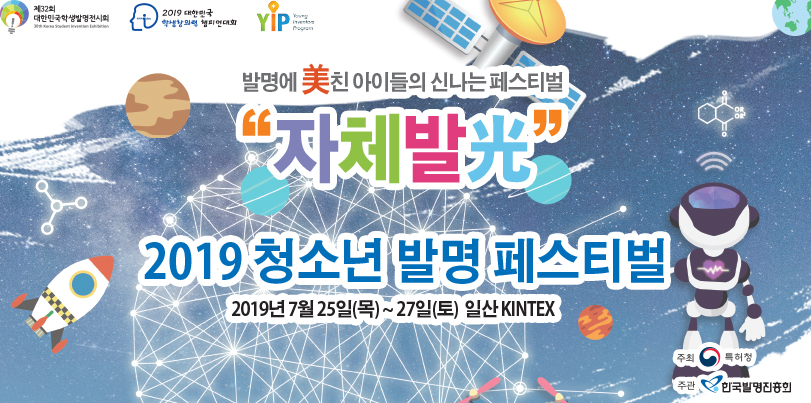 제32회
대한민국학생발명전시회
2019 대한민국
학생창의력 챔피언대회
YIP Young Inventors Program
발명에 美친 아이들의 신나는 페스티벌
“자체발光”
2019 청소년 발명 페스티벌
2019년 7월 25일(목) ~ 27일(토) 일산 KINTEX
주최 특허청
주관 한국발명진흥회